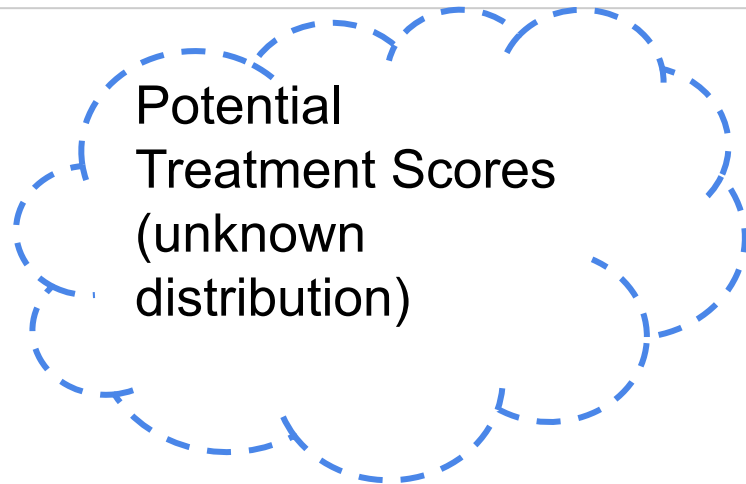 Potential
Treatment Scores
(unknown
distribution)